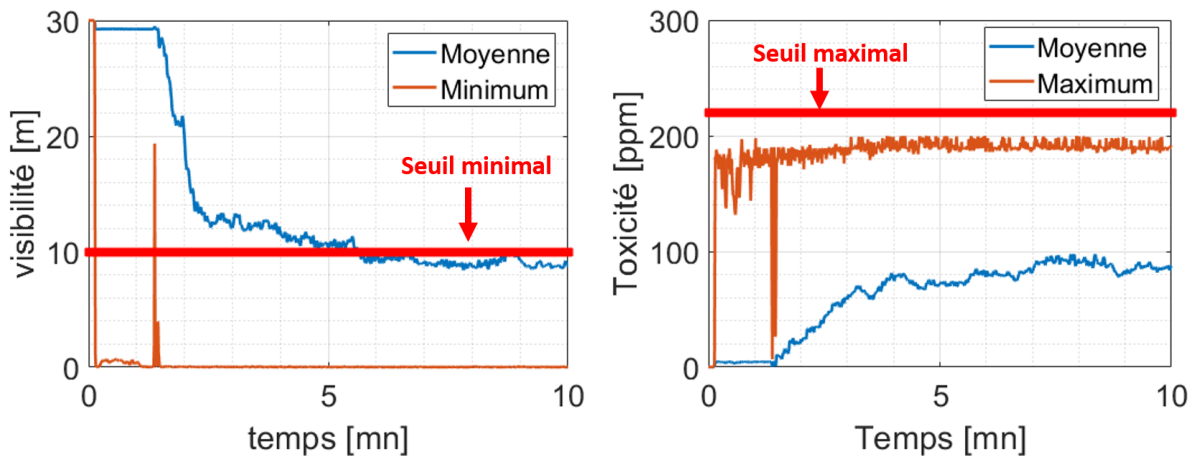 30
20
10
0
0
5
10
visibilité [m]
temps [mn]
Moyenne
Minimum
Seuil minimal
300
200
100
0
0
5
10
Toxicité [ppm]
Temps [mn]
Seuil maximal
Moyenne
Maximum